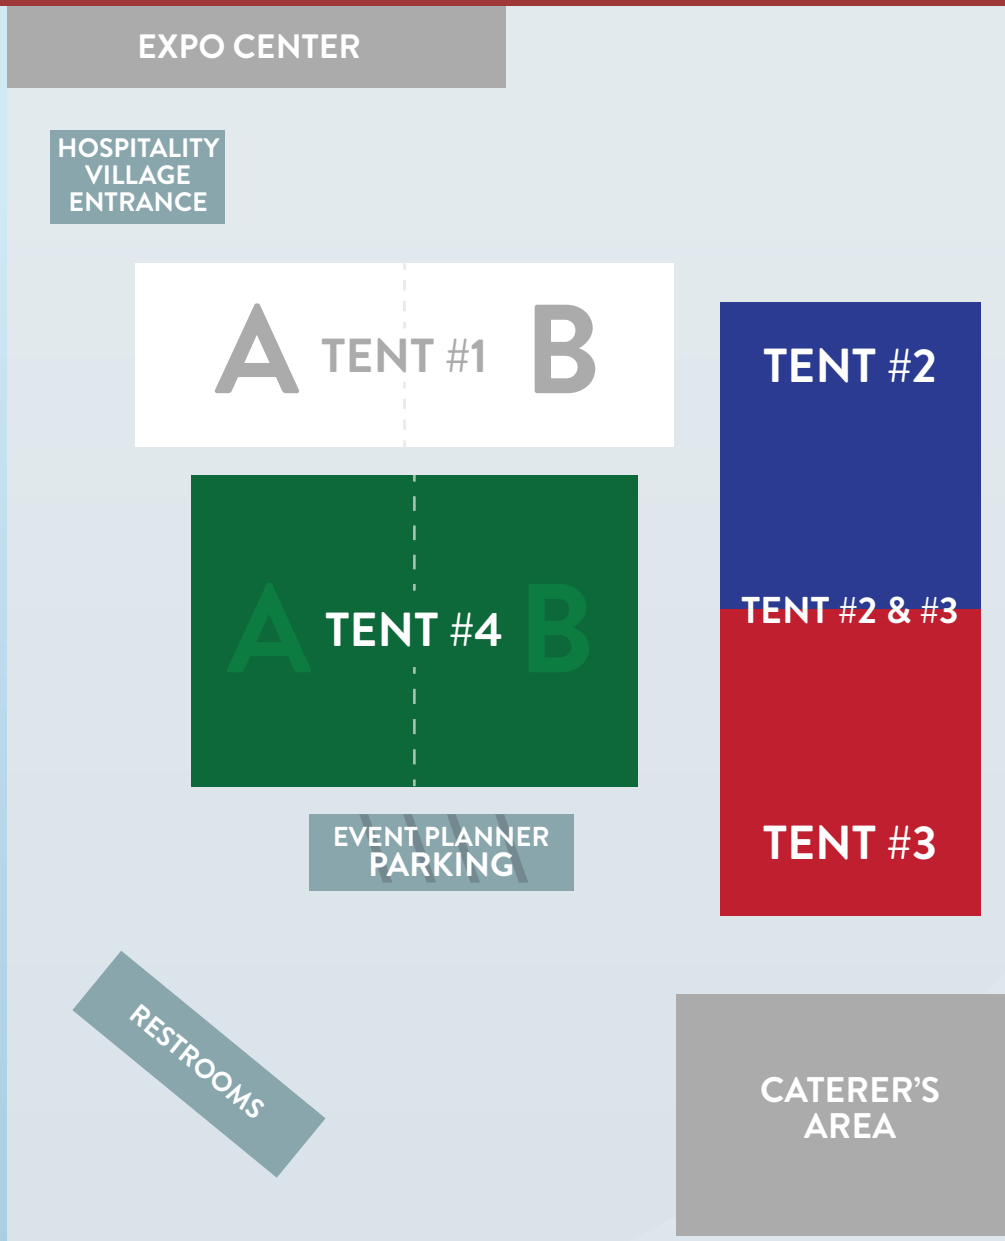 EXPO CENTER
HOSPITALITY
VILLAGE
ENTRANCE
A TENT #1 B
TENT #2
A TENT #4 B
TENT #2 & #3
TENT #3
EVENT PLANNER
PARKING
RESTROOMS
CATERER’S
AREA